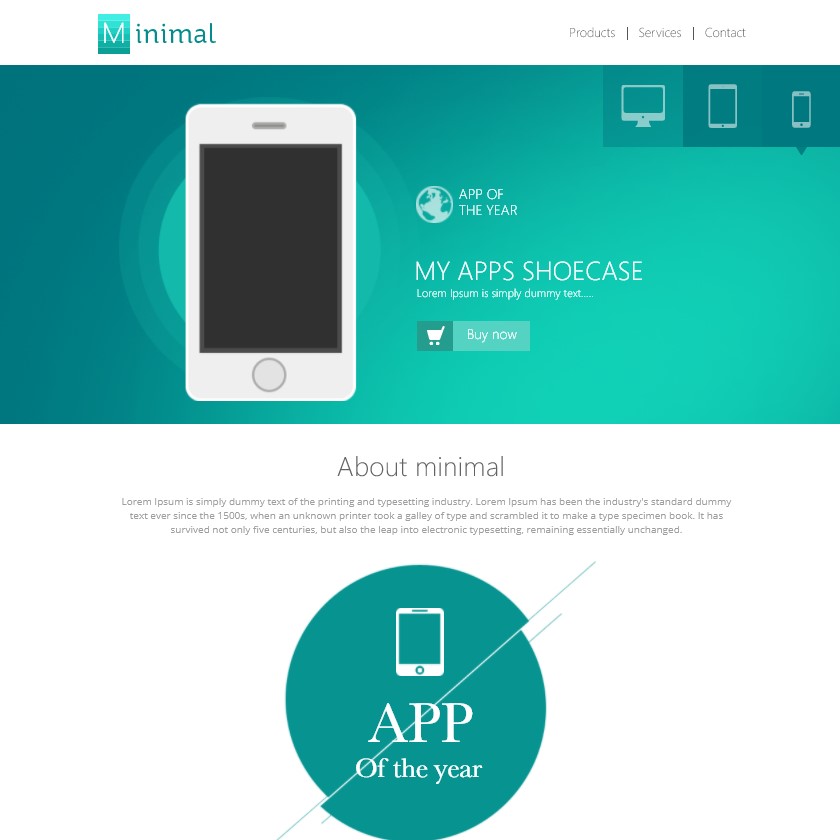 Minimal
Products | Services | Contact
APP OF
THE YEAR
MY APPS SHOECASE
Lorem Ipsum is simply dummy text.....
Buy now
About minimal
Lorem Ipsum is simply dummy text of the printing and typesetting industry. Lorem Ipsum has been the industry's standard dummy
text ever since the 1500s, when an unknown printer took a galley of type and scrambled it to make a type specimen book. It has
survived not only five centuries, but also the leap into electronic typesetting, remaining essentially unchanged.
APP
Of the year